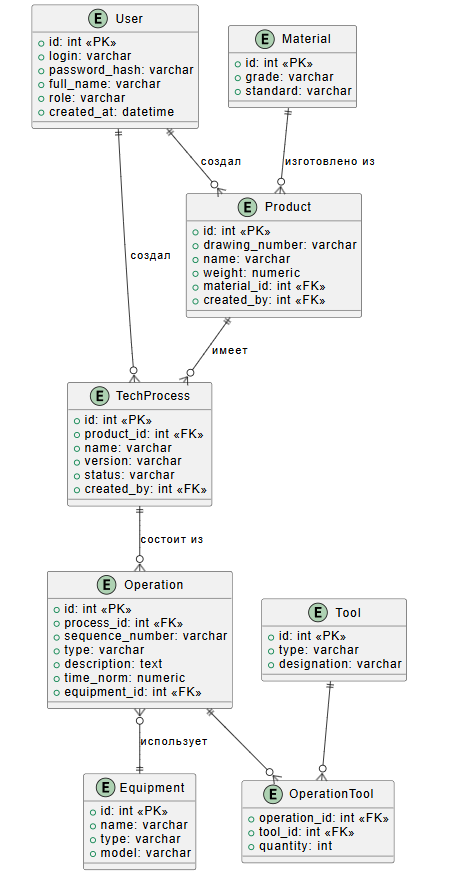 E User
id: int «PK»
login: varchar
password_hash: varchar
full_name: varchar
role: varchar
created_at: datetime
E Material
id: int «PK»
grade: varchar
standard: varchar
создал
изготовлено из
E Product
id: int «PK»
drawing_number: varchar
name: varchar
weight: numeric
material_id: int «FK»
created_by: int «FK»
создал
имеет
E TechProcess
id: int «PK»
product_id: int «FK»
name: varchar
version: varchar
status: varchar
created_by: int «FK»
состоит из
E Operation
id: int «PK»
process_id: int «FK»
sequence_number: varchar
type: varchar
description: text
time_norm: numeric
equipment_id: int «FK»
E Tool
id: int «PK»
type: varchar
designation: varchar
использует
E Equipment
id: int «PK»
name: varchar
type: varchar
model: varchar
E OperationTool
operation_id: int «FK»
tool_id: int «FK»
quantity: int